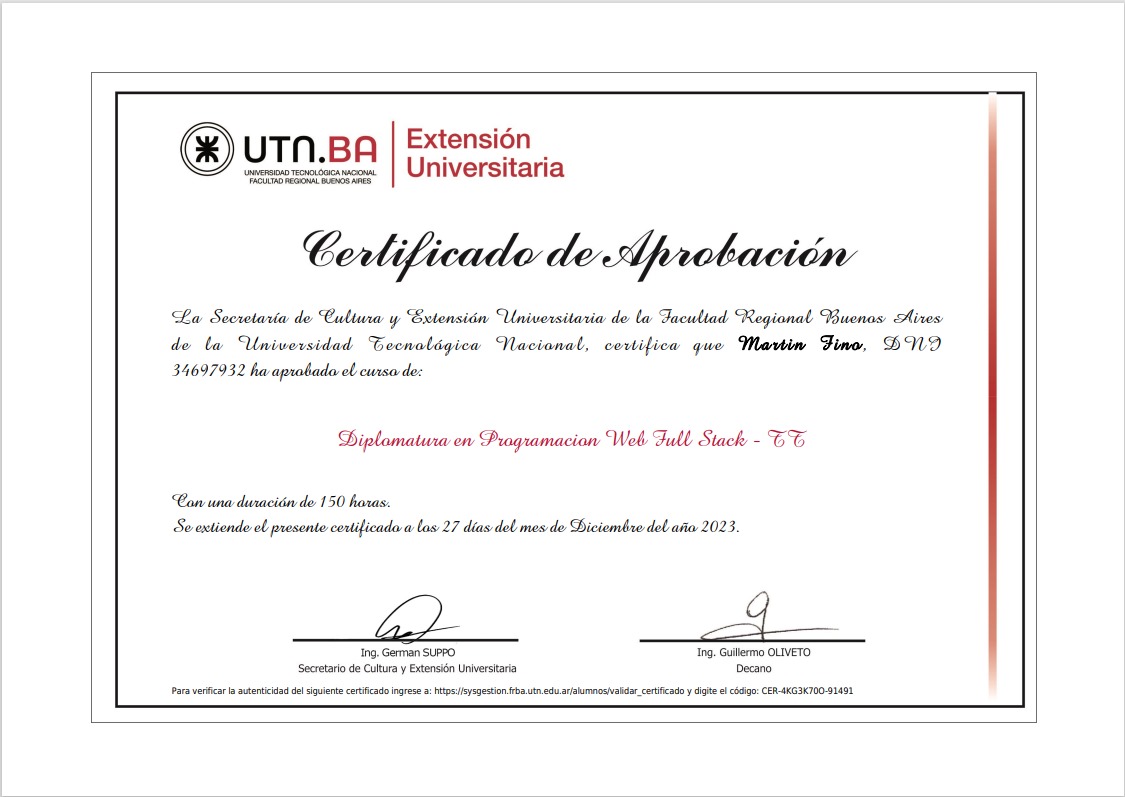 UTN.BA
UNIVERSIDAD TECNOLÓGICA NACIONAL
FACULTAD REGIONAL BUENOS AIRES
Extensión
Universitaria
Certificado de Aprobación
La Secretaría de Cultura y Extensión Universitaria de la Facultad Regional Buenos Aires
de la Universidad Tecnológica Nacional, certifica que Martin Fino, DNI
34697932 ha aprobado el curso de:
Diplomatura en Programacion Web Full Stack - TT
Con una duración de 150 horas.
Se extiende el presente certificado a los 27 días del mes de Diciembre del año 2023.
Ing. German SUPPO
Secretario de Cultura y Extensión Universitaria
Ing. Guillermo OLIVETO
Decano
Para verificar la autenticidad del siguiente certificado ingrese a: https://sysgestion.frba.utn.edu.ar/alumnos/validar_certificado y digite el código: CER-4KG3K70O-91491